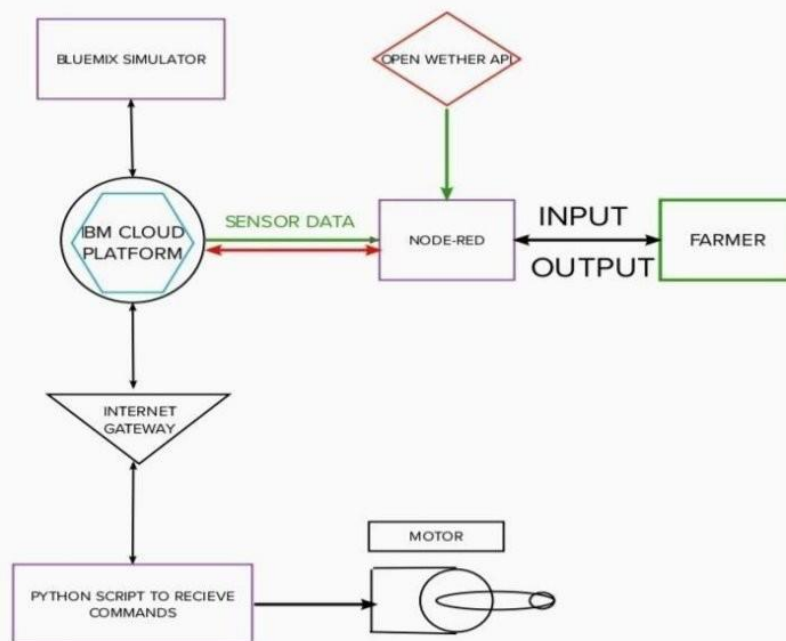 BLUEMIX SIMULATOR
OPEN WETHER API
IBM CLOUD
PLATFORM
SENSOR DATA
NODE-RED
INPUT
OUTPUT
FARMER
INTERNET
GATEWAY
MOTOR
PYTHON SCRIPT TO RECIEVE
COMMANDS